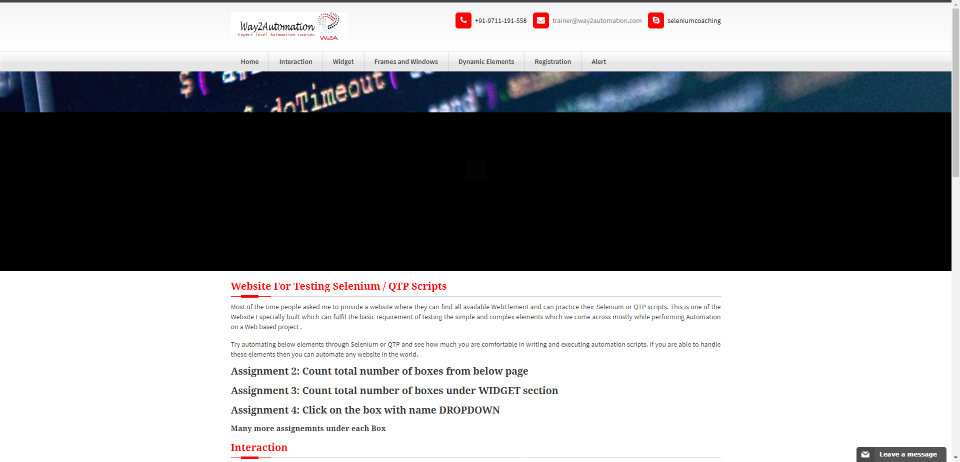 Way2Automation
Expert level Automation courses
W2A
+91-9711-191-558
trainer@way2automation.com
seleniumcoaching
Home
Interaction
Widget
Frames and Windows
Dynamic Elements
Registration
Alert
doTimeout(
Website For Testing Selenium / QTP Scripts
Most of the time people asked me to provide a website where they can find all available WebElement and can practice their Selenium or QTP scripts. This is one of the
Website I specially built which can fulfil the basic requirement of testing the simple and complex elements which we come across mostly while performing Automation
on a Web based project .
Try automating below elements through Selenium or QTP and see how much you are comfortable in writing and executing automation scripts. If you are able to handle
these elements then you can automate any website in the world.
Assignment 2: Count total number of boxes from below page
Assignment 3: Count total number of boxes under WIDGET section
Assignment 4: Click on the box with name DROPDOWN
Many more assignemnts under each Box
Interaction
Leave a message